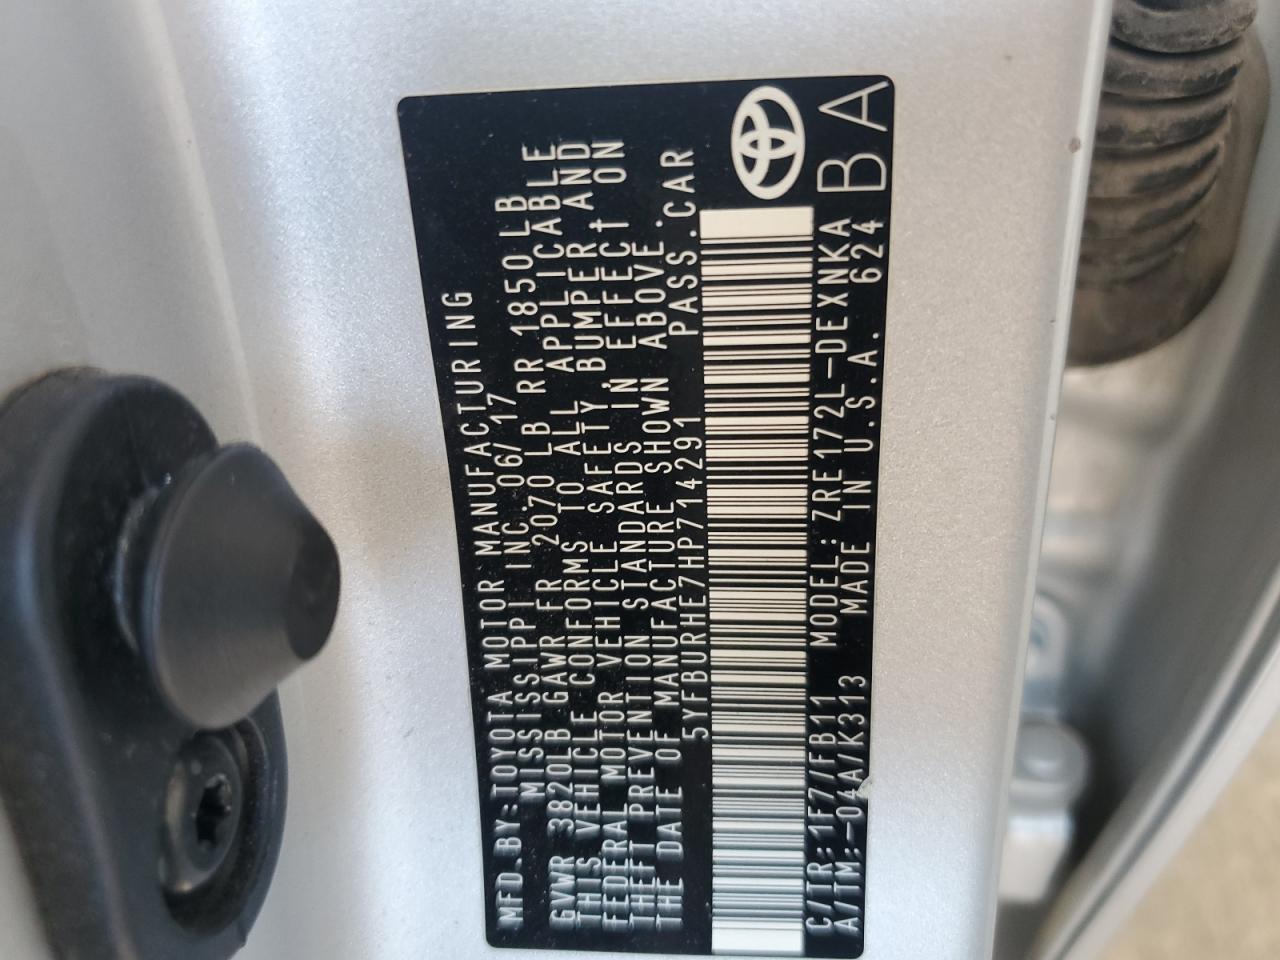 MFD.BY:TOYOTA MOTOR MANUFACTURING
MISSISSIPPI INC. 06/17
GVWR 3820LB GAWR FR 2070LB RR 1850LB
THIS VEHICLE CONFORMS TO ALL APPLICABLE
FEDERAL MOTOR VEHICLE SAFETY, BUMPER, AND
THEFT PREVENTION STANDARDS IN EFFECT ON
THE DATE OF MANUFACTURE SHOWN ABOVE.
5YFBURHE7HP714291 PASS.CAR
C/TR:1F7/FB11 MODEL:ZRE172L-DEXNKA
A/TM:-04A/K313 MADE IN U.S.A. 624
BA